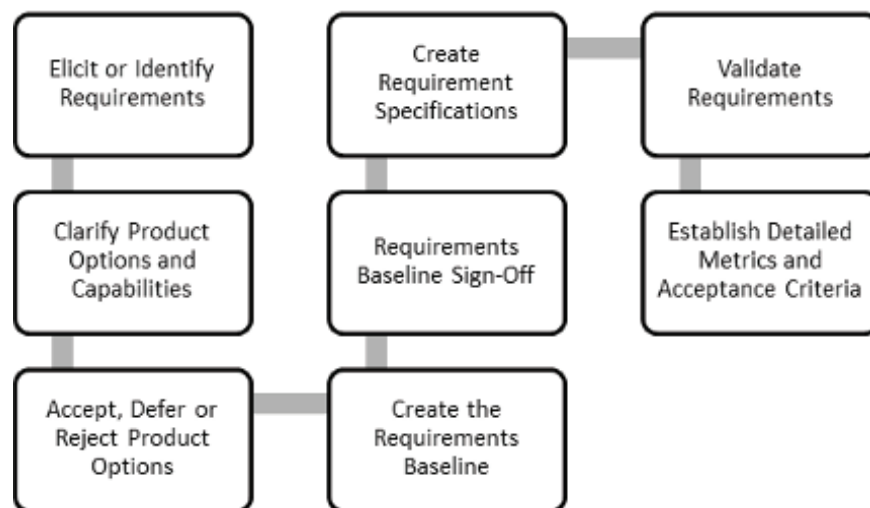 Elicit or Identify
Requirements
Clarify Product
Options and
Capabilities
Accept, Defer or
Reject Product
Options
Create the
Requirements
Baseline
Requirements
Baseline Sign-Off
Create
Requirement
Specifications
Validate
Requirements
Establish Detailed
Metrics and
Acceptance Criteria